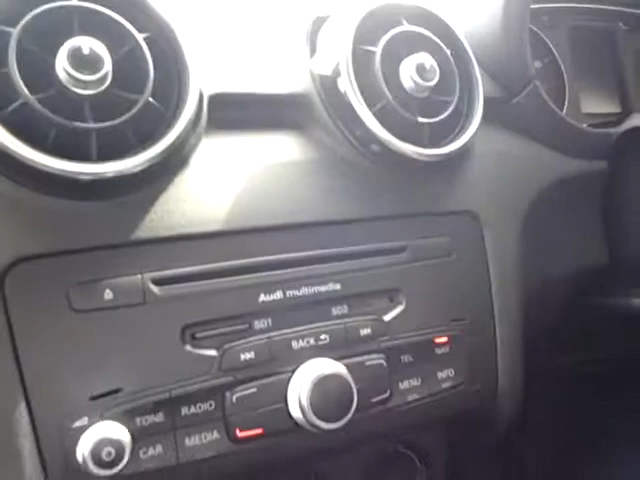 Audi multimedia
SD1 SD2
BACK
TEL NAV
TONE RADIO MENU INFO
CAR MEDIA